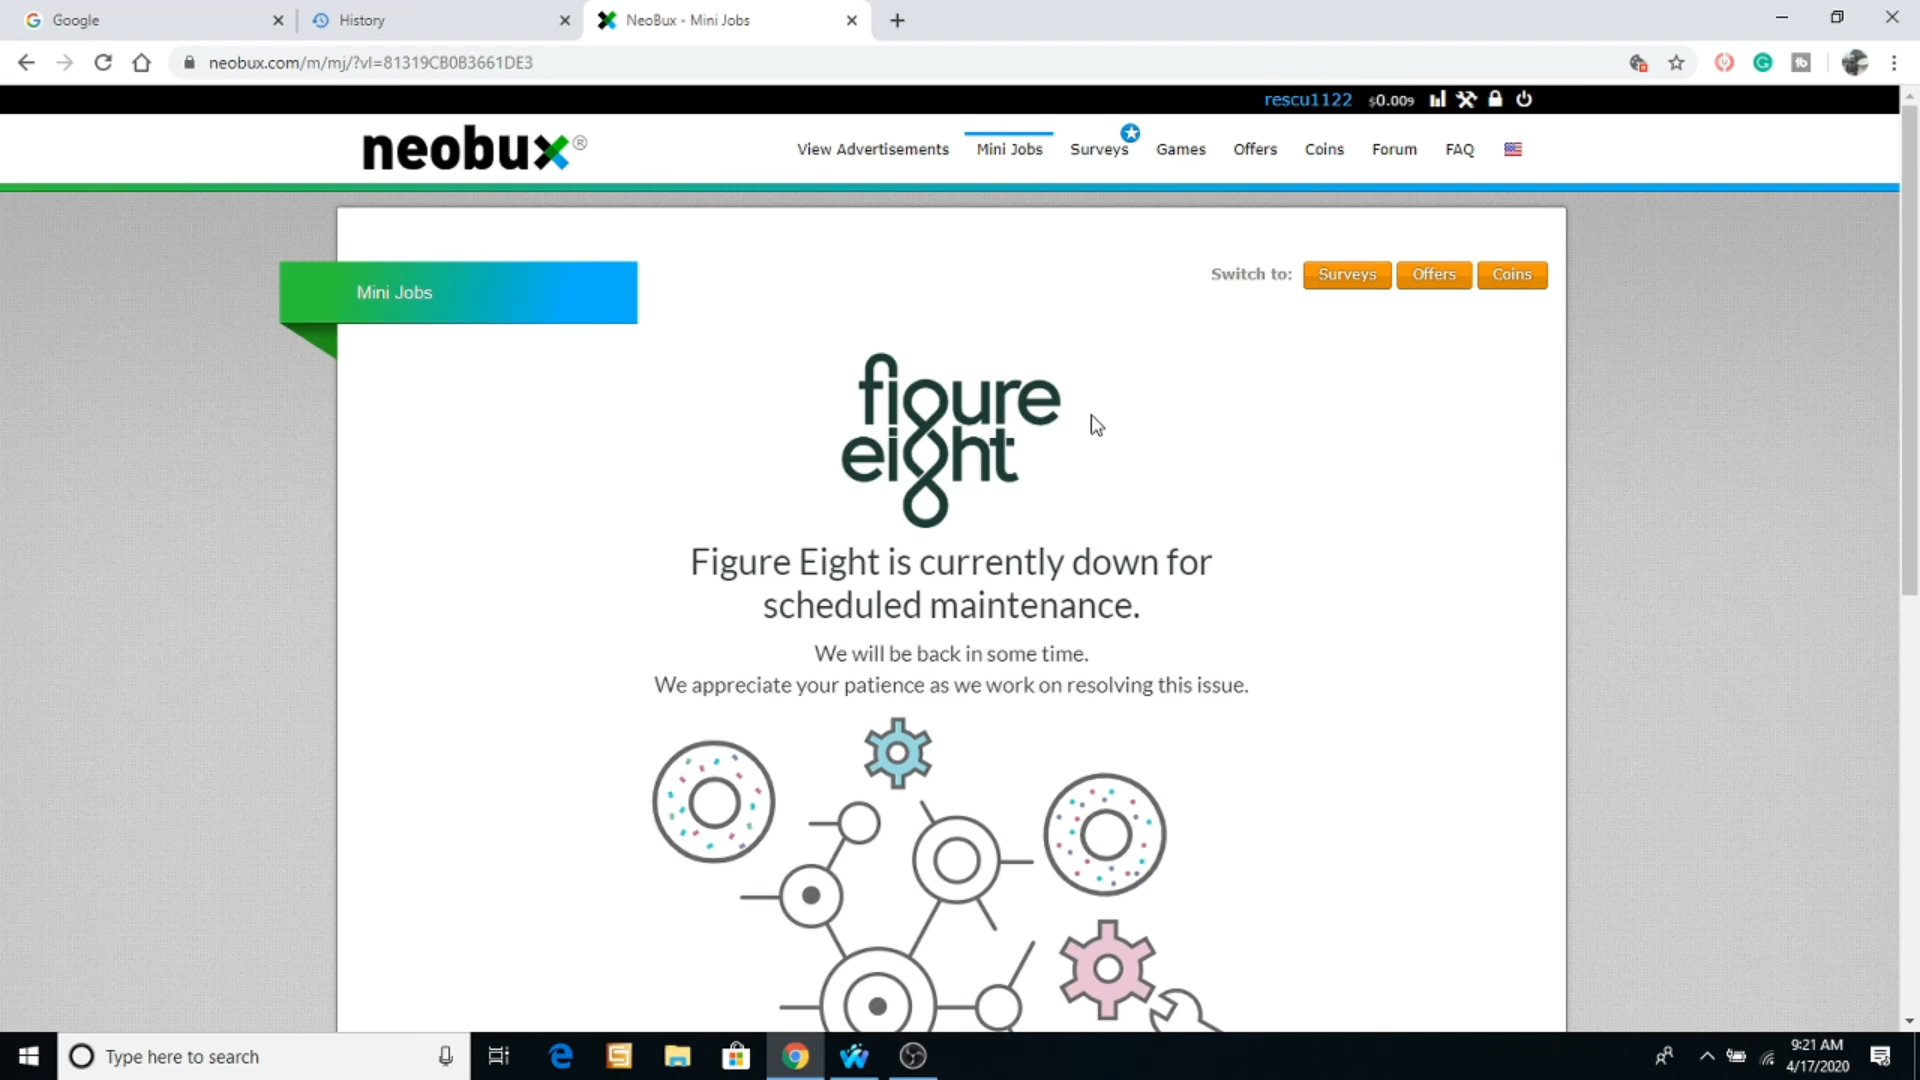 Google
History
NeoBux - Mini Jobs
neobux.com/m/mj/?vl=81319CB0B3661DE3
rescu1122 $0.009
neobux®
View Advertisements Mini Jobs Surveys Games Offers Coins Forum FAQ
Mini Jobs
Switch to: Surveys Offers Coins
figure
eight
Figure Eight is currently down for
scheduled maintenance.
We will be back in some time.
We appreciate your patience as we work on resolving this issue.
Type here to search
9:21 AM
4/17/2020